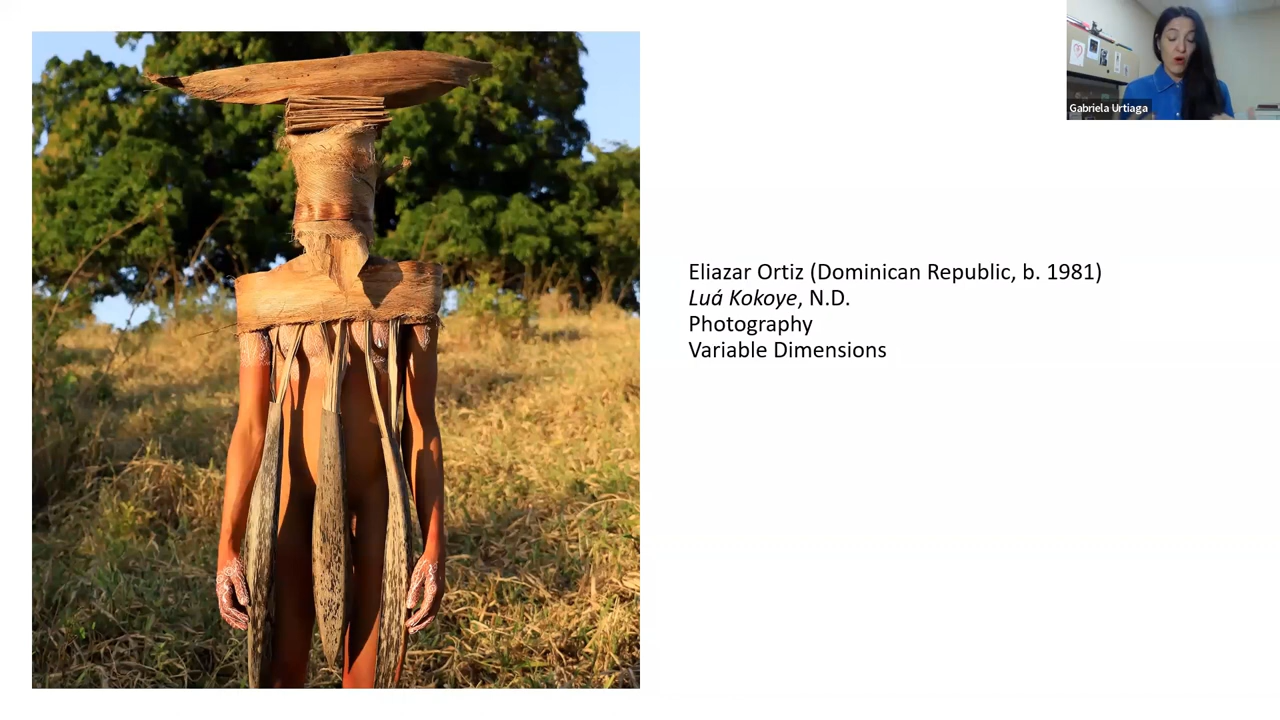 Gabriela Urtiaga
Eliazar Ortiz (Dominican Republic, b. 1981)
Luá Kokoye, N.D.
Photography
Variable Dimensions